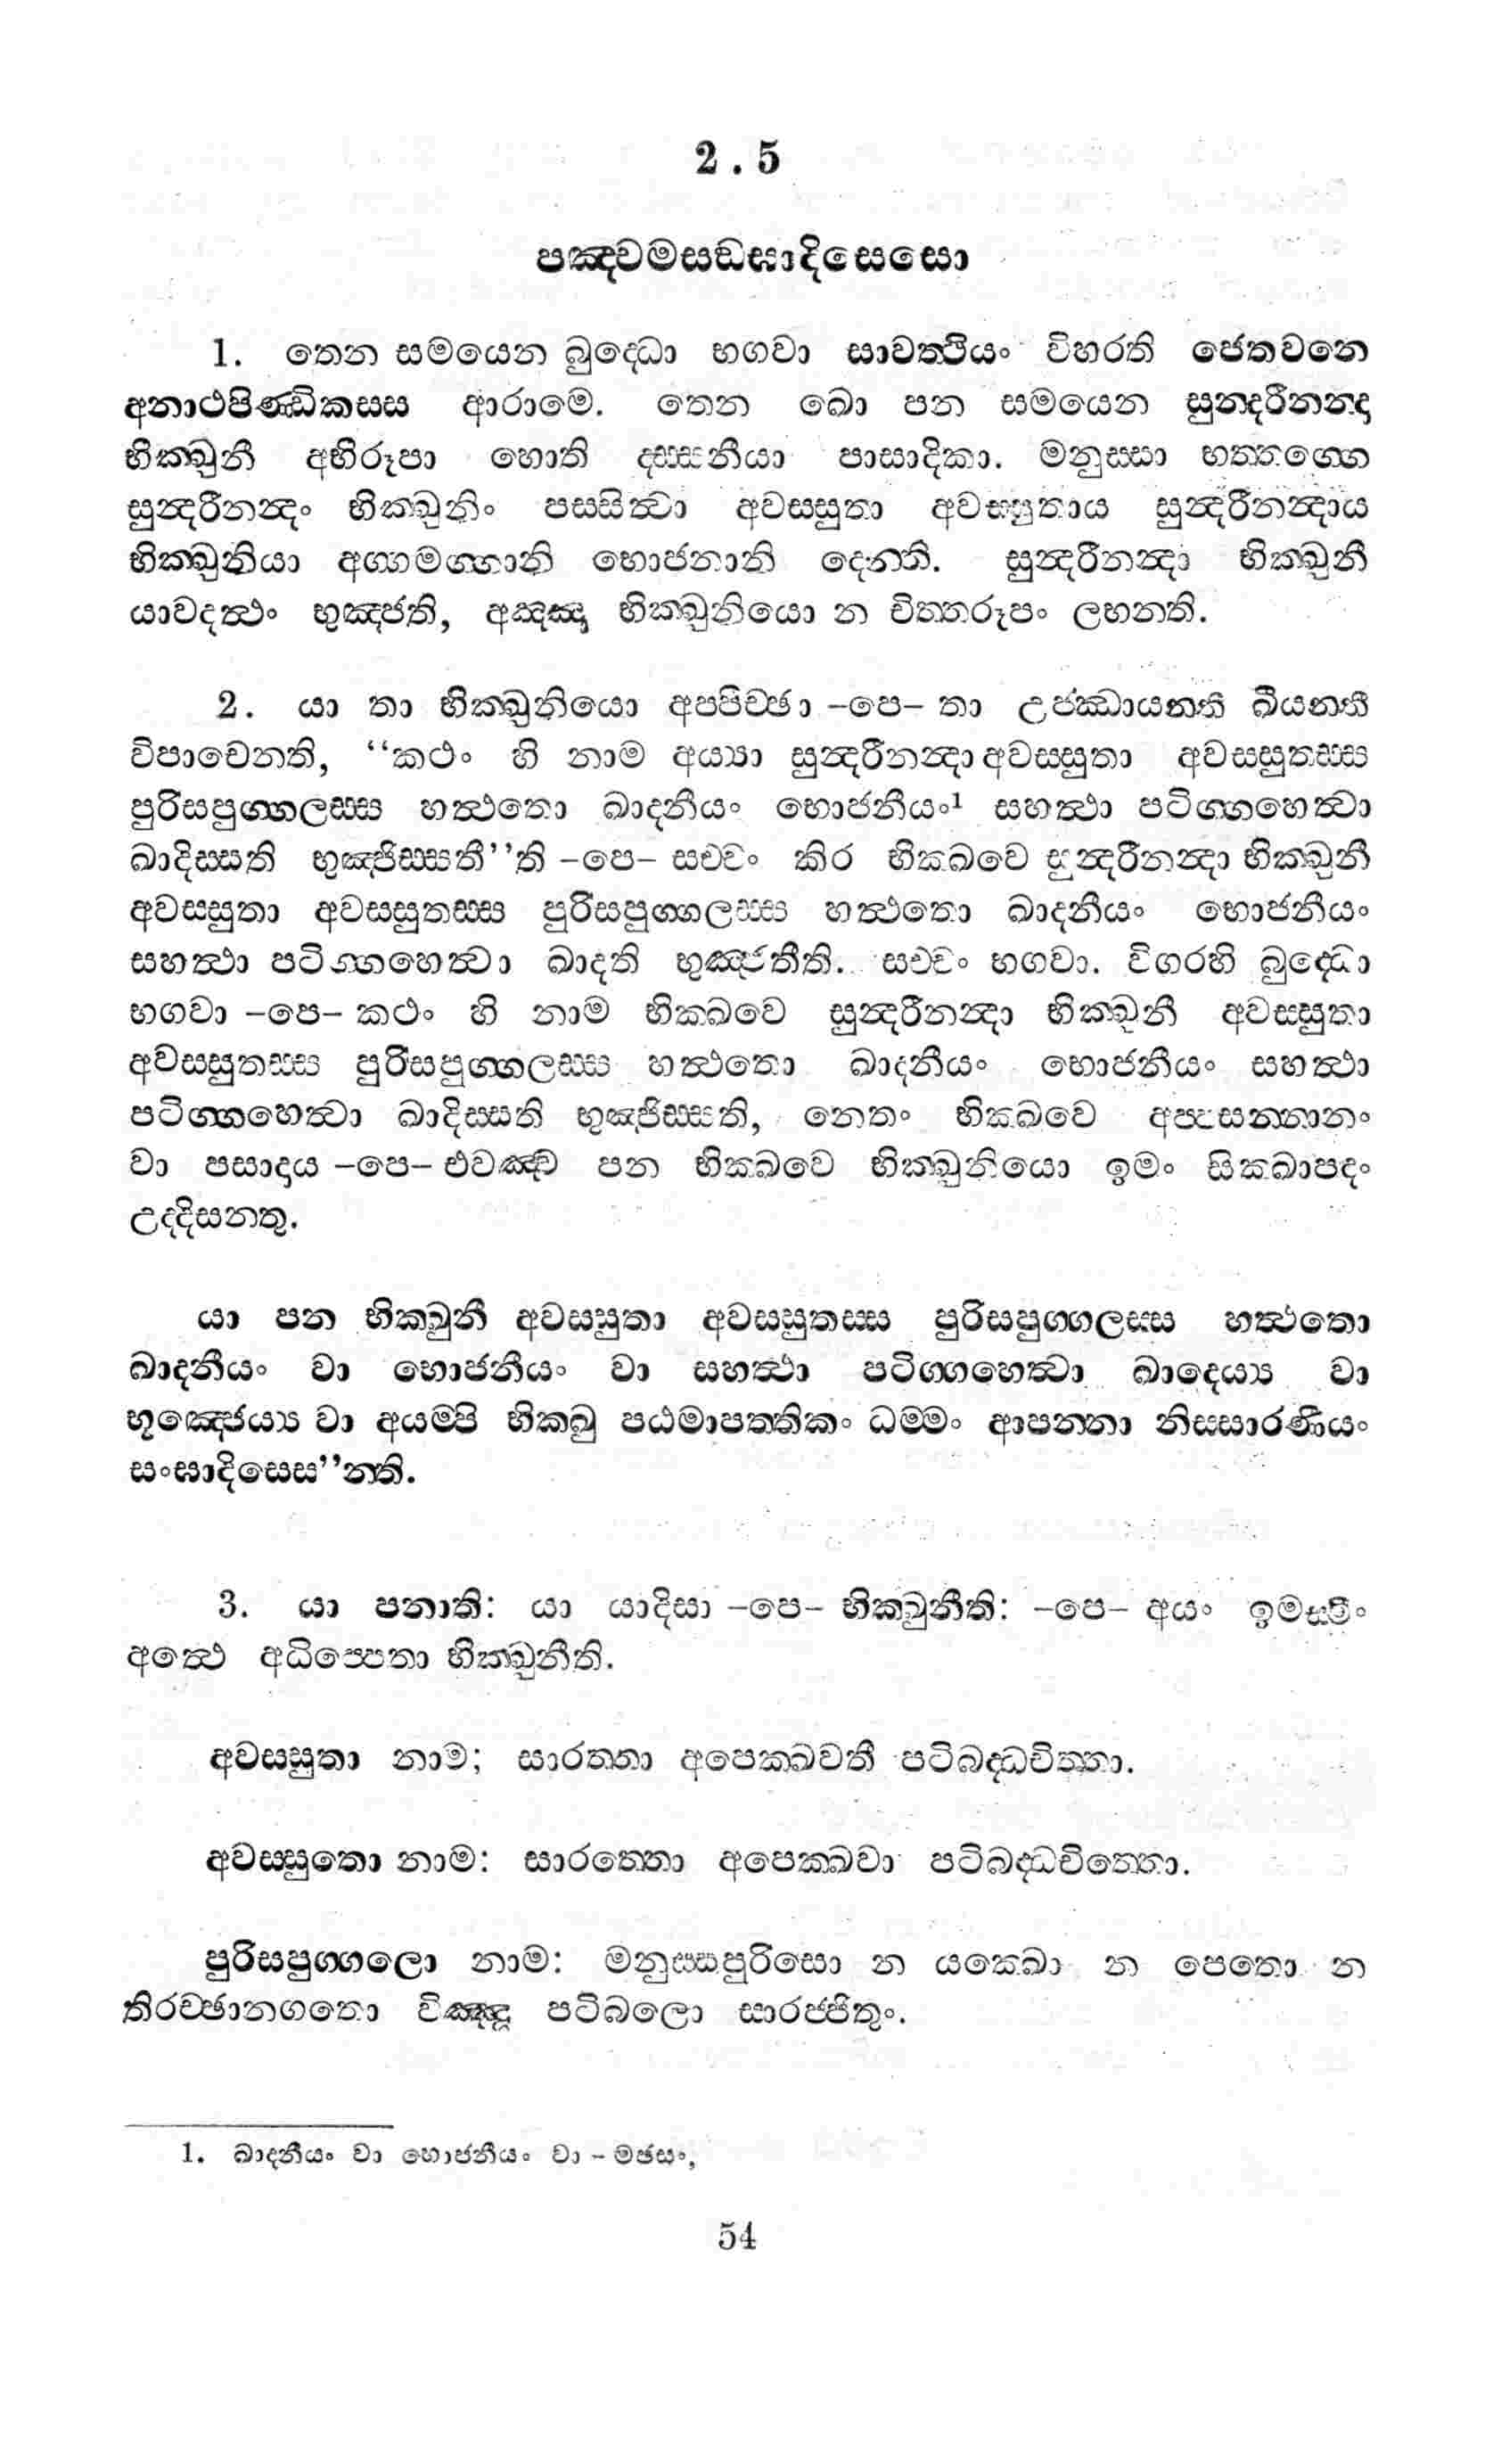 2 . 5
පඤ්චමසඞ්ඝාදිසෙසො
1. තෙන සමයෙන බුද්ධො භගවා සාවත්‍ථියං විහරති ජෙතවනෙ
අනාථපිණ්ඩිකස්ස ආරාමෙ. තෙන ඛො පන සමයෙන සුන්‍දරීනන්‍දා
භික්ඛුනී අභිරූපා හොති දස්සනීයා පාසාදිකා. මනුස්සා භත්තග්ගෙ
සුන්‍දරීනන්‍දං භික්ඛුනිං පස්සිත්‍වා අවස්සුතා අවස්සුතාය සුන්‍දරීනන්‍දාය
භික්ඛුනියා අග්ගමග්ගානි භොජනානි දෙන්ති. සුන්‍දරීනන්‍දා භික්ඛුනී
යාවදත්‍ථං භුඤ්ජති, අඤ්ඤා භික්ඛුනියො න චිත්තරූපං ලභන්ති.
2. යා තා භික්ඛුනියො අප්පිච්ඡා –පෙ– තා උජ්ඣායන්ති ඛීයන්ති
විපාචෙන්ති, “කථං හි නාම අය්‍යා සුන්‍දරීනන්‍දා අවස්සුතා අවස්සුතස්ස
පුරිසපුග්ගලස්ස හත්‍ථතො ඛාදනීයං භොජනීයං¹ සහත්‍ථා පටිග්ගහෙත්‍වා
ඛාදිස්සති භුඤ්ජිස්සතී”ති –පෙ– සච්චං කිර භික්ඛවෙ සුන්‍දරීනන්‍දා භික්ඛුනී
අවස්සුතා අවස්සුතස්ස පුරිසපුග්ගලස්ස හත්‍ථතො ඛාදනීයං භොජනීයං
සහත්‍ථා පටිග්ගහෙත්‍වා ඛාදති භුඤ්ජතීති. සච්චං භගවා. විගරහි බුද්ධො
භගවා –පෙ– කථං හි නාම භික්ඛවෙ සුන්‍දරීනන්‍දා භික්ඛුනී අවස්සුතා
අවස්සුතස්ස පුරිසපුග්ගලස්ස හත්‍ථතො ඛාදනීයං භොජනීයං සහත්‍ථා
පටිග්ගහෙත්‍වා ඛාදිස්සති භුඤ්ජිස්සති, නෙතං භික්ඛවෙ අප්පසන්නානං
වා පසාදාය –පෙ– එවඤ්ච පන භික්ඛවෙ භික්ඛුනියො ඉමං සික්ඛාපදං
උද්දිසන්තු.
යා පන භික්ඛුනී අවස්සුතා අවස්සුතස්ස පුරිසපුග්ගලස්ස හත්‍ථතො
ඛාදනීයං වා භොජනීයං වා සහත්‍ථා පටිග්ගහෙත්‍වා ඛාදෙය්‍ය වා
භූඤ්ජෙය්‍ය වා අයම්පි භික්ඛු පඨමාපත්තිකං ධම්මං ආපන්නා නිස්සාරණීයං
සංඝාදිසෙස”න්ති.
3. යා පනාති: යා යාදිසා –පෙ– භික්ඛුනීති: –පෙ– අයං ඉමස්මිං
අත්‍ථෙ අධිප්පෙතා භික්ඛුනීති.
අවස්සුතා නාම; සාරත්තා අපෙක්ඛවතී පටිබද්ධචිත්තා.
අවස්සුතො නාම: සාරත්තො අපෙක්ඛවා පටිබද්ධචිත්තො.
පුරිසපුග්ගලො නාම: මනුස්සපුරිසො න යක්ඛො න පෙතො න
තිරච්ඡානගතො විඤ්ඤූ පටිබලො සාරජ්ජිතුං.
1. ඛාදනීයං වා භොජනීයං වා – මඡසං,
54